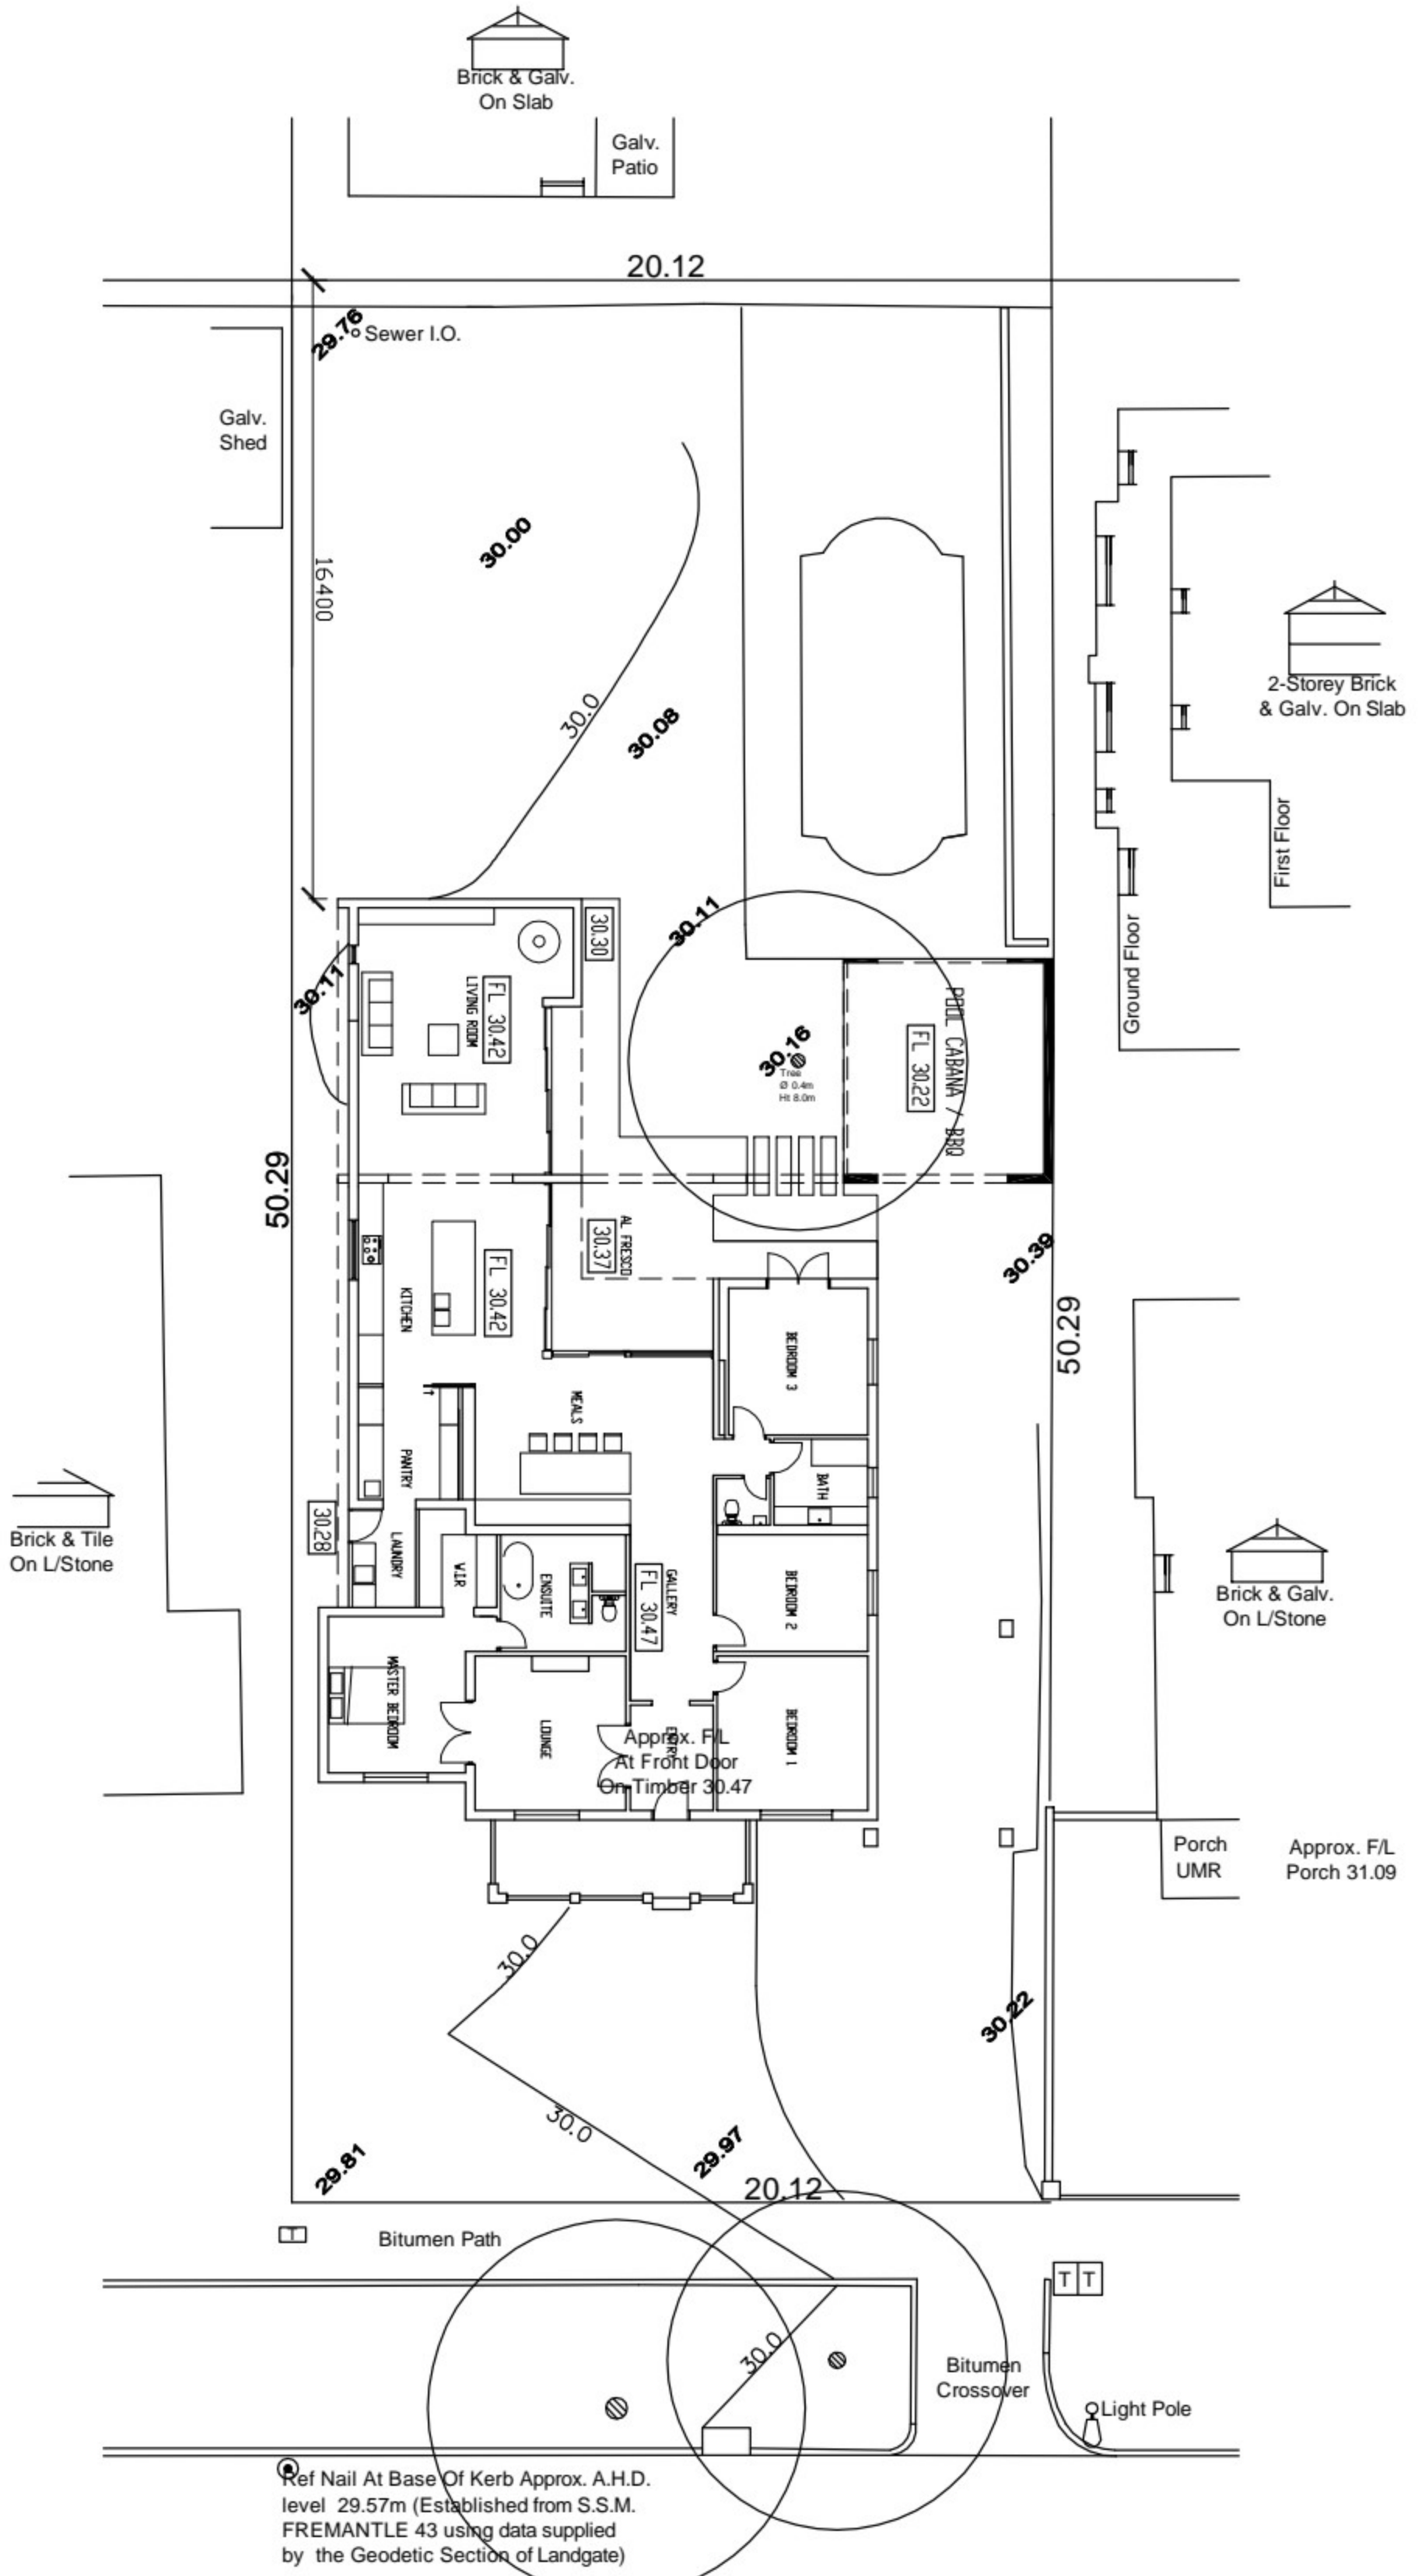 Brick & Galv.
On Slab
Galv.
Patio
20.12
29.76
Sewer I.O.
Galv.
Shed
30.00
16400
2-Storey Brick
& Galv. On Slab
30.0
30.08
First Floor
Ground Floor
30.11
30.30
30.11
LIVING ROOM
FL 30.42
POOL CABANA / BBQ
FL 30.22
30.16
Tree
Ø 0.4m
Ht 8.0m
50.29
AL FRESCO
30.37
30.39
KITCHEN
FL 30.42
50.29
BEDROOM 3
MEALS
PANTRY
BATH
30.28
Brick & Tile
On L/Stone
LAUNDRY
WIR
ENSUITE
GALLERY
FL 30.47
BEDROOM 2
Brick & Galv.
On L/Stone
MASTER BEDROOM
LOUNGE
ENTRY
BEDROOM 1
Approx. F/L
At Front Door
On Timber 30.47
Porch
UMR
Approx. F/L
Porch 31.09
30.0
30.22
30.0
29.97
29.81
20.12
T
Bitumen Path
T T
30.0
Bitumen
Crossover
Light Pole
Ref Nail At Base Of Kerb Approx. A.H.D.
level 29.57m (Established from S.S.M.
FREMANTLE 43 using data supplied
by the Geodetic Section of Landgate)